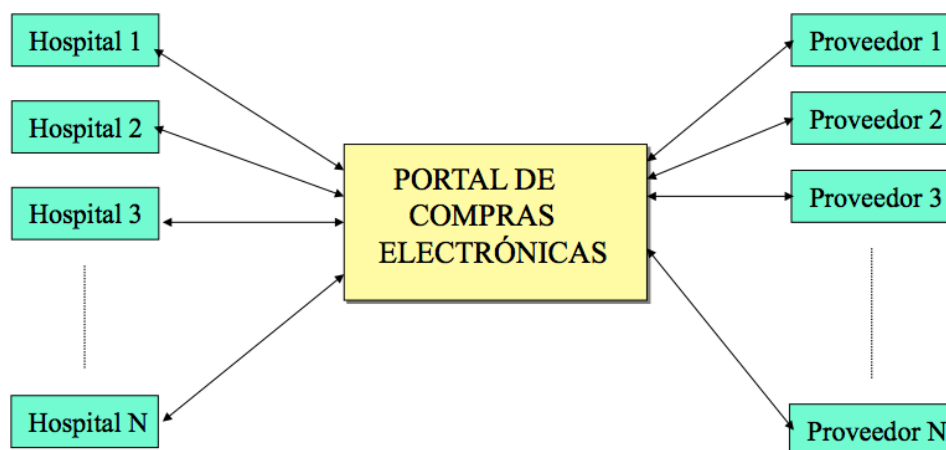 Hospital 1
Hospital 2
Hospital 3
Hospital N
PORTAL DE
COMPRAS
ELECTRÓNICAS
Proveedor 1
Proveedor 2
Proveedor 3
Proveedor N